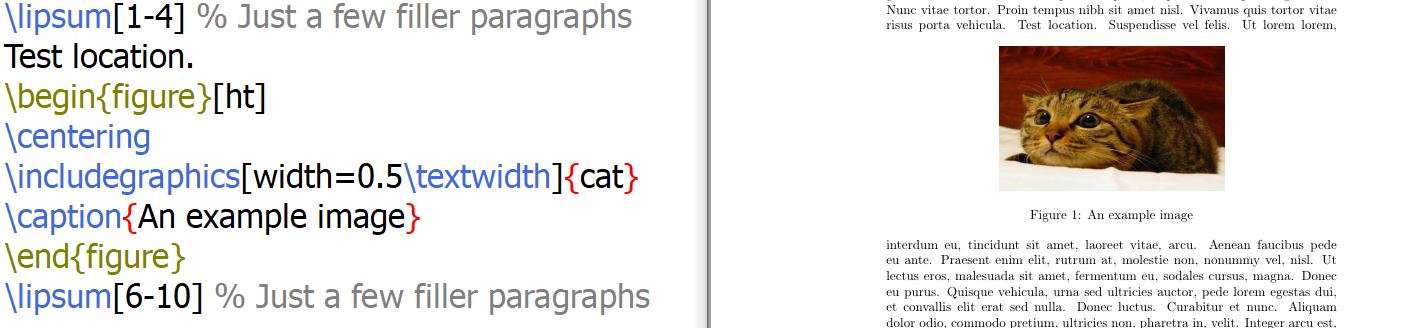 \lipsum[1-4] % Just a few filler paragraphs
Test location.
\begin{figure}[ht]
\centering
\includegraphics[width=0.5\textwidth]{cat}
\caption{An example image}
\end{figure}
\lipsum[6-10] % Just a few filler paragraphs
Nunc vitae tortor. Proin tempus nibh sit amet nisl. Vivamus quis tortor vitae
risus porta vehicula. Test location. Suspendisse vel felis. Ut lorem lorem,
Figure 1: An example image
interdum eu, tincidunt sit amet, laoreet vitae, arcu. Aenean faucibus pede
eu ante. Praesent enim elit, rutrum at, molestie non, nonummy vel, nisl. Ut
lectus eros, malesuada sit amet, fermentum eu, sodales cursus, magna. Donec
eu purus. Quisque vehicula, urna sed ultricies auctor, pede lorem egestas dui,
et convallis elit erat sed nulla. Donec luctus. Curabitur et nunc. Aliquam
dolor odio, commodo pretium, ultricies non, pharetra in, velit. Integer arcu est,